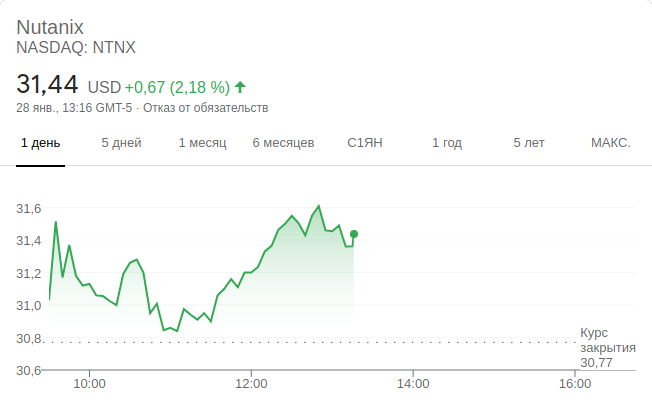 Nutanix
NASDAQ: NTNX
31,44 USD +0,67 (2,18 %)
28 янв., 13:16 GMT-5 · Отказ от обязательств
1 день 5 дней 1 месяц 6 месяцев С1ЯН 1 год 5 лет МАКС.
31,6
31,4
31,2
31,0
30,8
Курс
закрытия
30,77
30,6
10:00 12:00 14:00 16:00